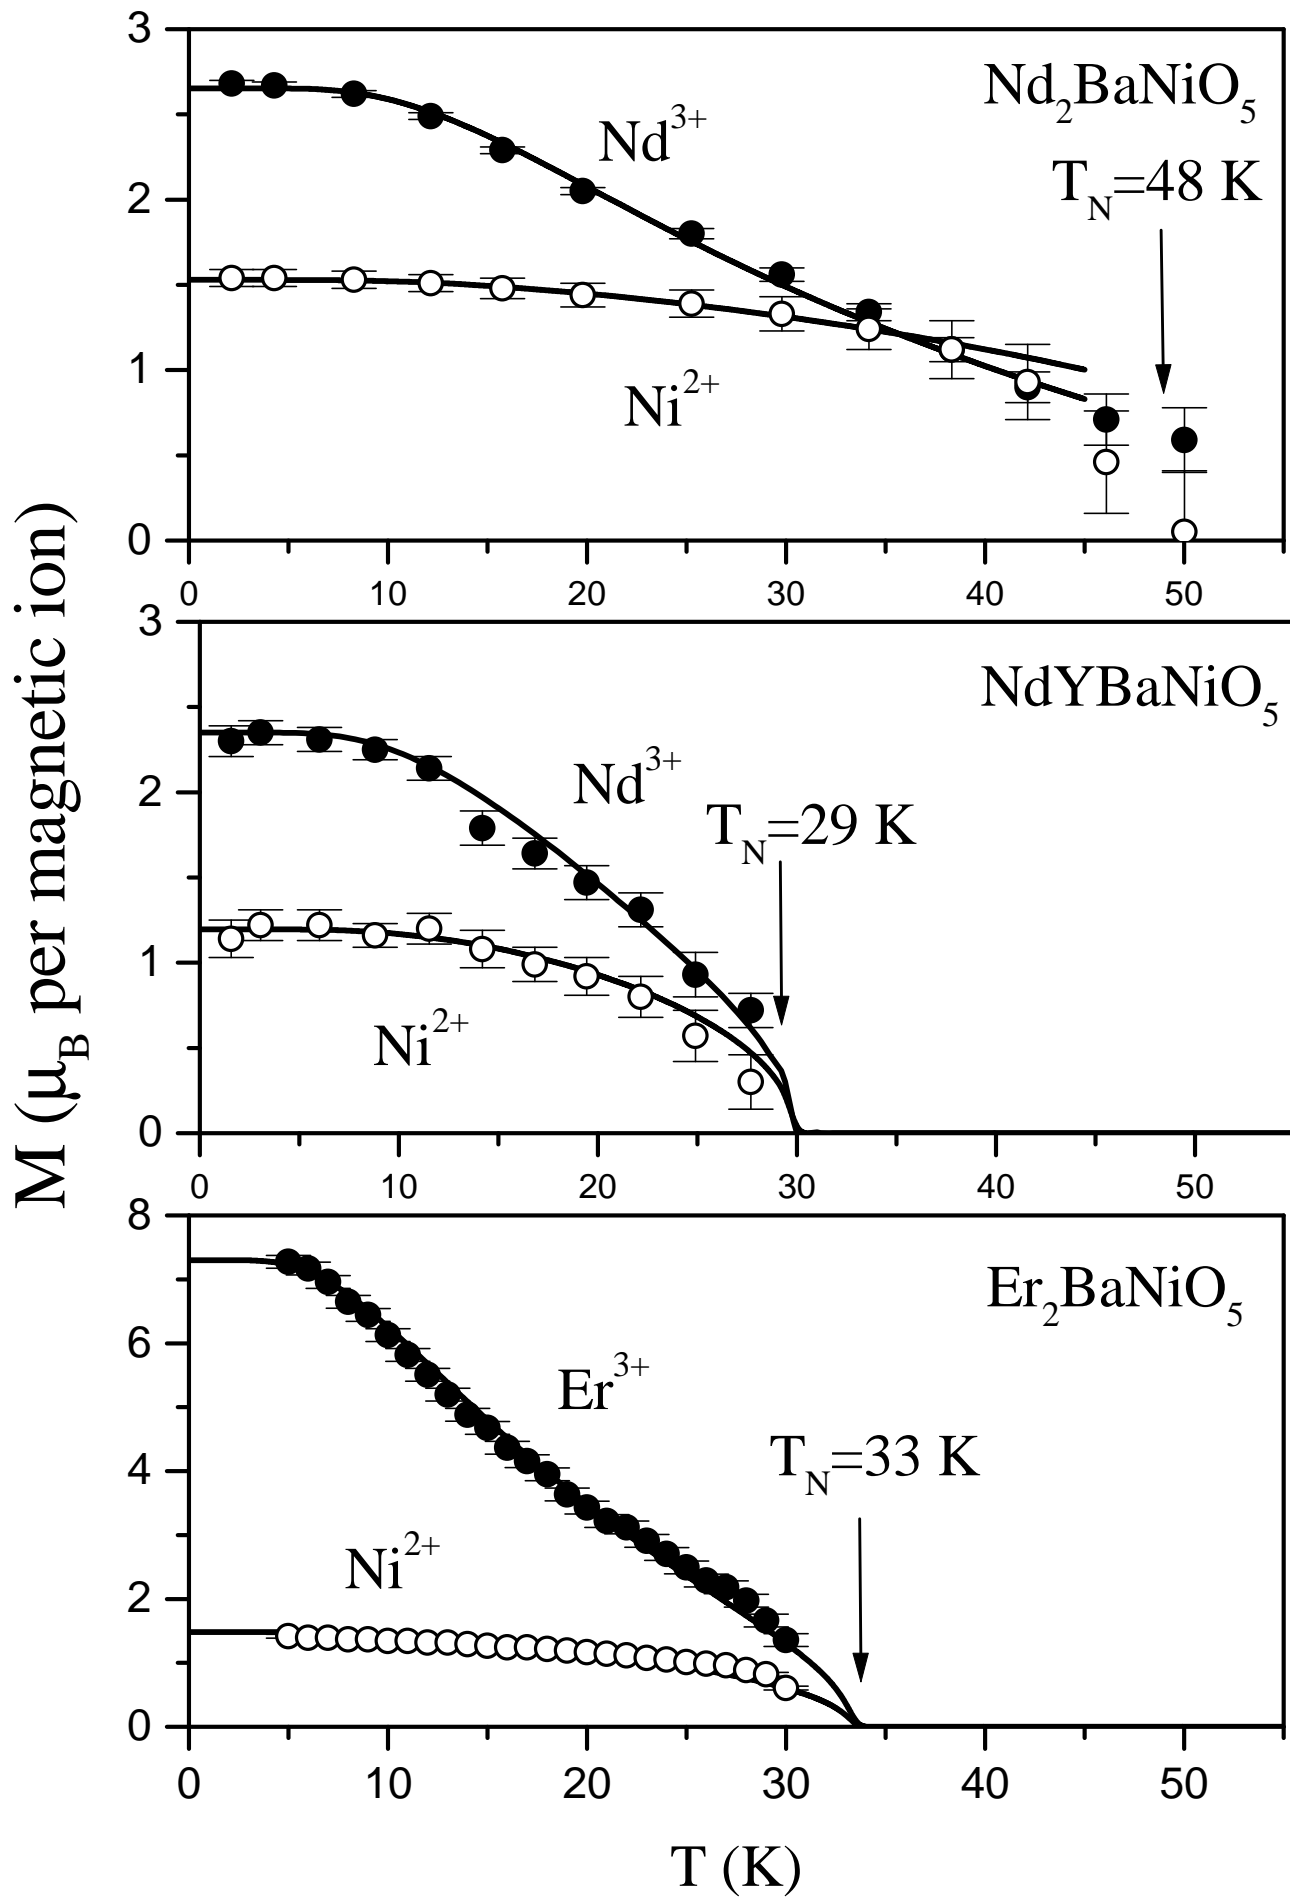 M (μB per magnetic ion)
3
2
1
0
Nd2BaNiO5
Nd3+
TN=48 K
Ni2+
0 10 20 30 40 50
3
2
1
0
NdYBaNiO5
Nd3+
TN=29 K
Ni2+
0 10 20 30 40 50
8
6
4
2
0
Er2BaNiO5
Er3+
TN=33 K
Ni2+
0 10 20 30 40 50
T (K)